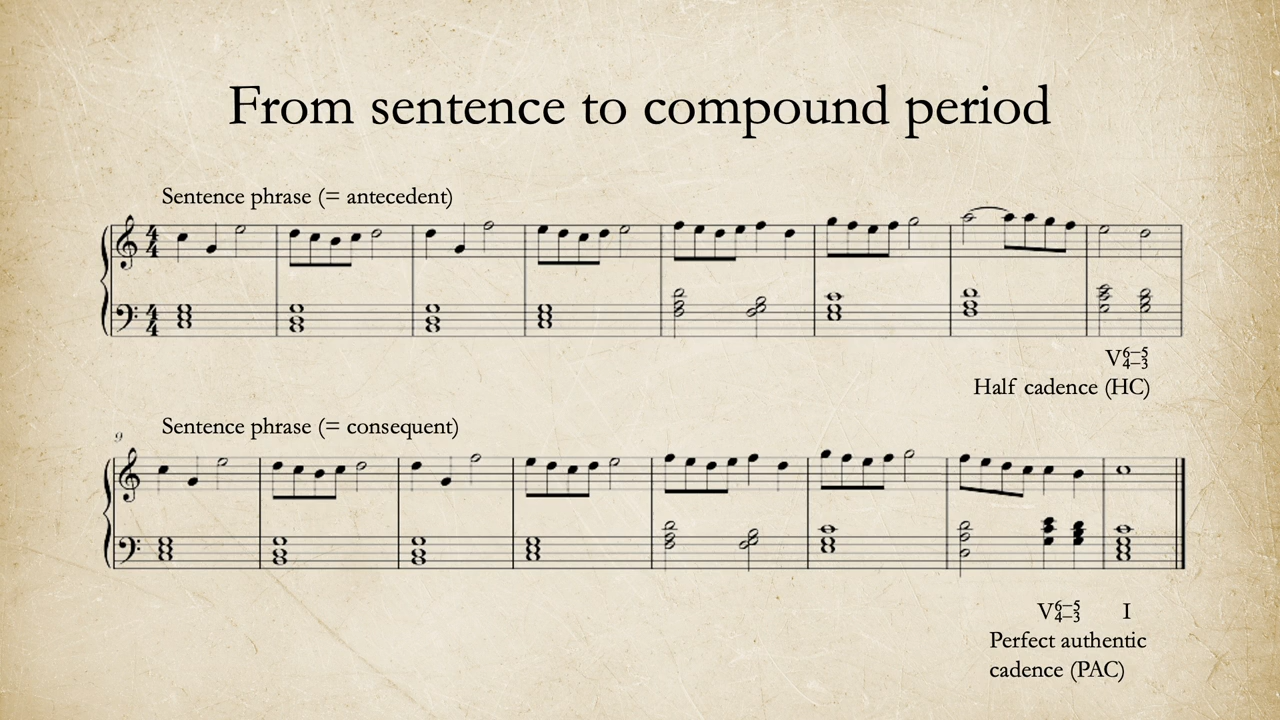 From sentence to compound period
Sentence phrase (= antecedent)
4
4
4
4
V6–5
4–3
Half cadence (HC)
9
Sentence phrase (= consequent)
V6–5
4–3
I
Perfect authentic
cadence (PAC)